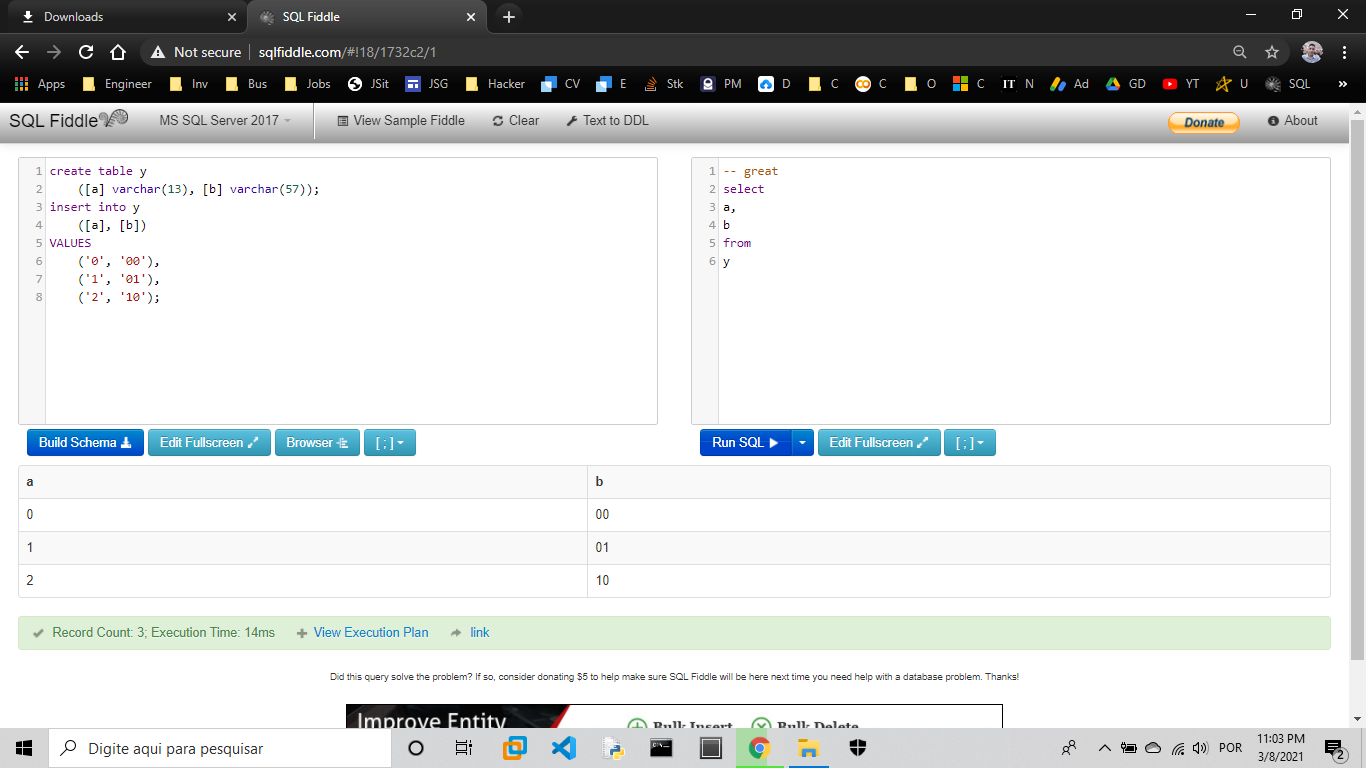 Downloads
SQL Fiddle
Not secure | sqlfiddle.com/#!18/1732c2/1
Apps Engineer Inv Bus Jobs JSit JSG Hacker CV E Stk PM D C C O C IT N Ad GD YT U SQL »
SQL Fiddle MS SQL Server 2017 View Sample Fiddle Clear Text to DDL Donate About
1 create table y
2 ([a] varchar(13), [b] varchar(57));
3 insert into y
4 ([a], [b])
5 VALUES
6 ('0', '00'),
7 ('1', '01'),
8 ('2', '10');
1 -- great
2 select
3 a,
4 b
5 from
6 y
Build Schema Edit Fullscreen Browser [ ; ]
Run SQL Edit Fullscreen [ ; ]
a b
0 00
1 01
2 10
Record Count: 3; Execution Time: 14ms View Execution Plan link
Did this query solve the problem? If so, consider donating $5 to help make sure SQL Fiddle will be here next time you need help with a database problem. Thanks!
Improve Entity Bulk Insert Bulk Delete
Digite aqui para pesquisar
POR
11:03 PM
3/8/2021
2